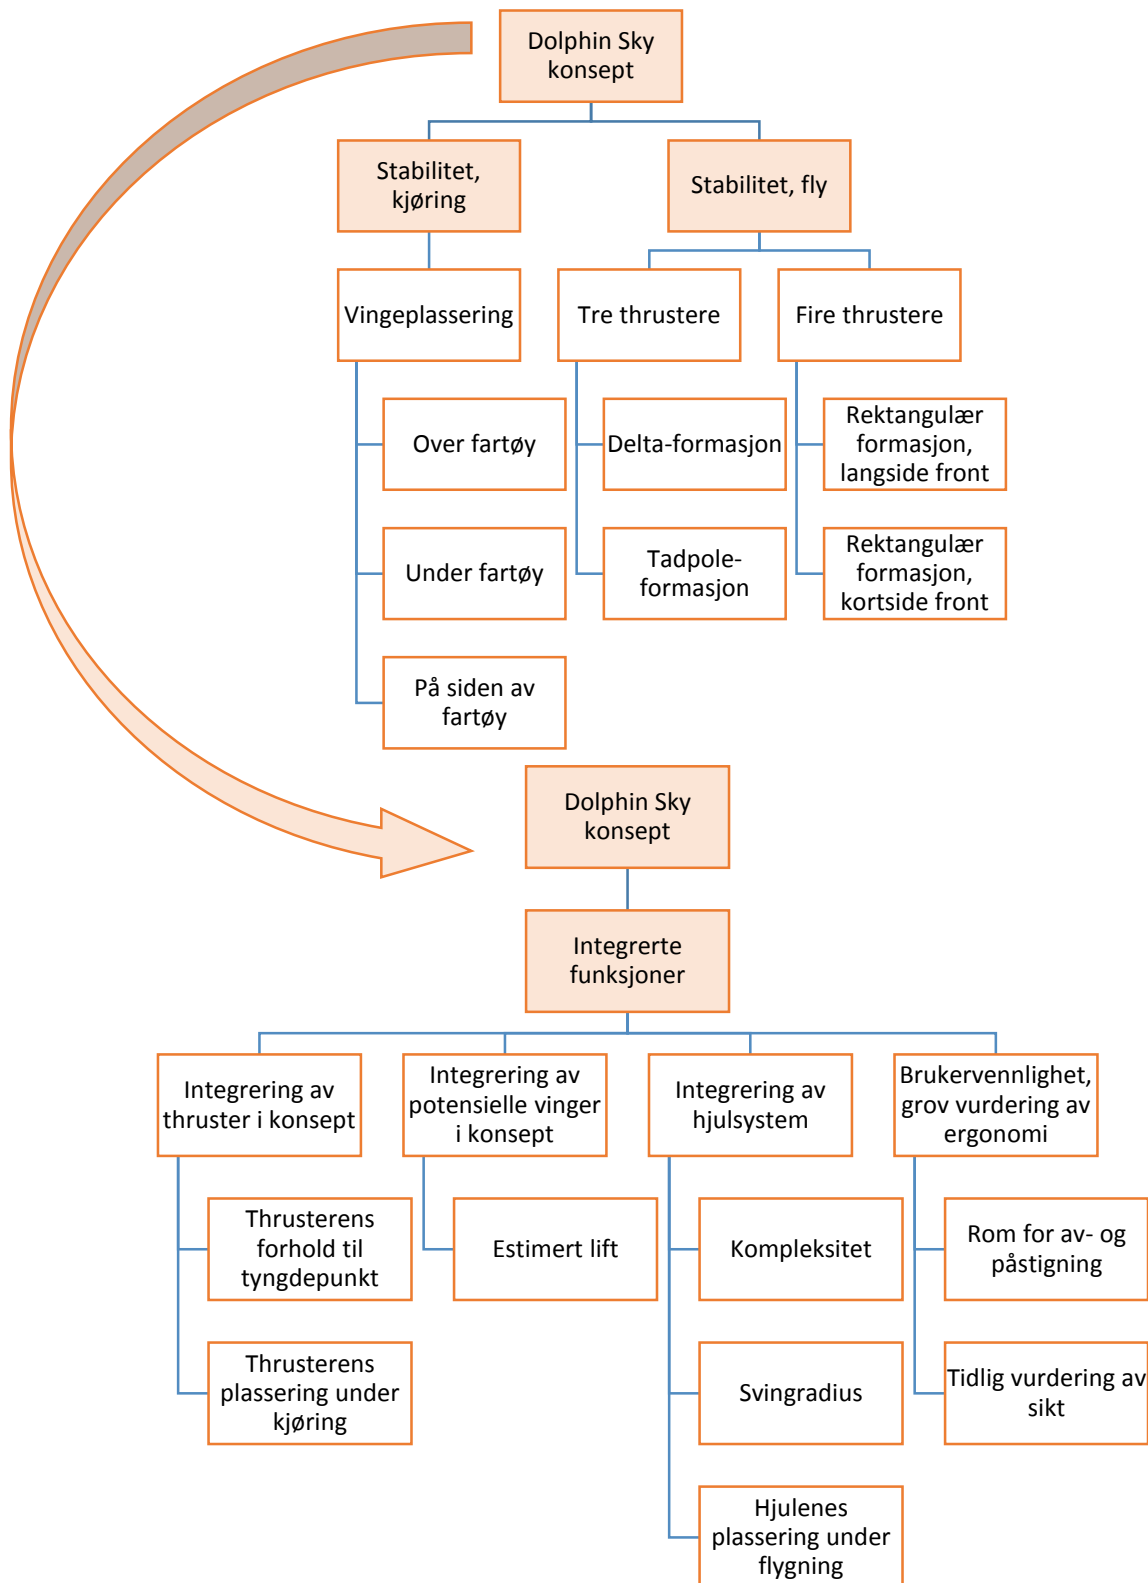 Dolphin Sky
konsept
Stabilitet,
kjøring
Stabilitet, fly
Vingeplassering
Tre thrustere
Fire thrustere
Over fartøy
Delta-formasjon
Rektangulær
formasjon,
langside front
Under fartøy
Tadpole-
formasjon
Rektangulær
formasjon,
kortside front
På siden av
fartøy
Dolphin Sky
konsept
Integrerte
funksjoner
Integrering av
thruster i konsept
Integrering av
potensielle vinger
i konsept
Integrering av
hjulsystem
Brukervennlighet,
grov vurdering av
ergonomi
Thrusterens
forhold til
tyngdepunkt
Estimert lift
Kompleksitet
Rom for av- og
påstigning
Thrusterens
plassering under
kjøring
Svingradius
Tidlig vurdering av
sikt
Hjulenes
plassering under
flygning